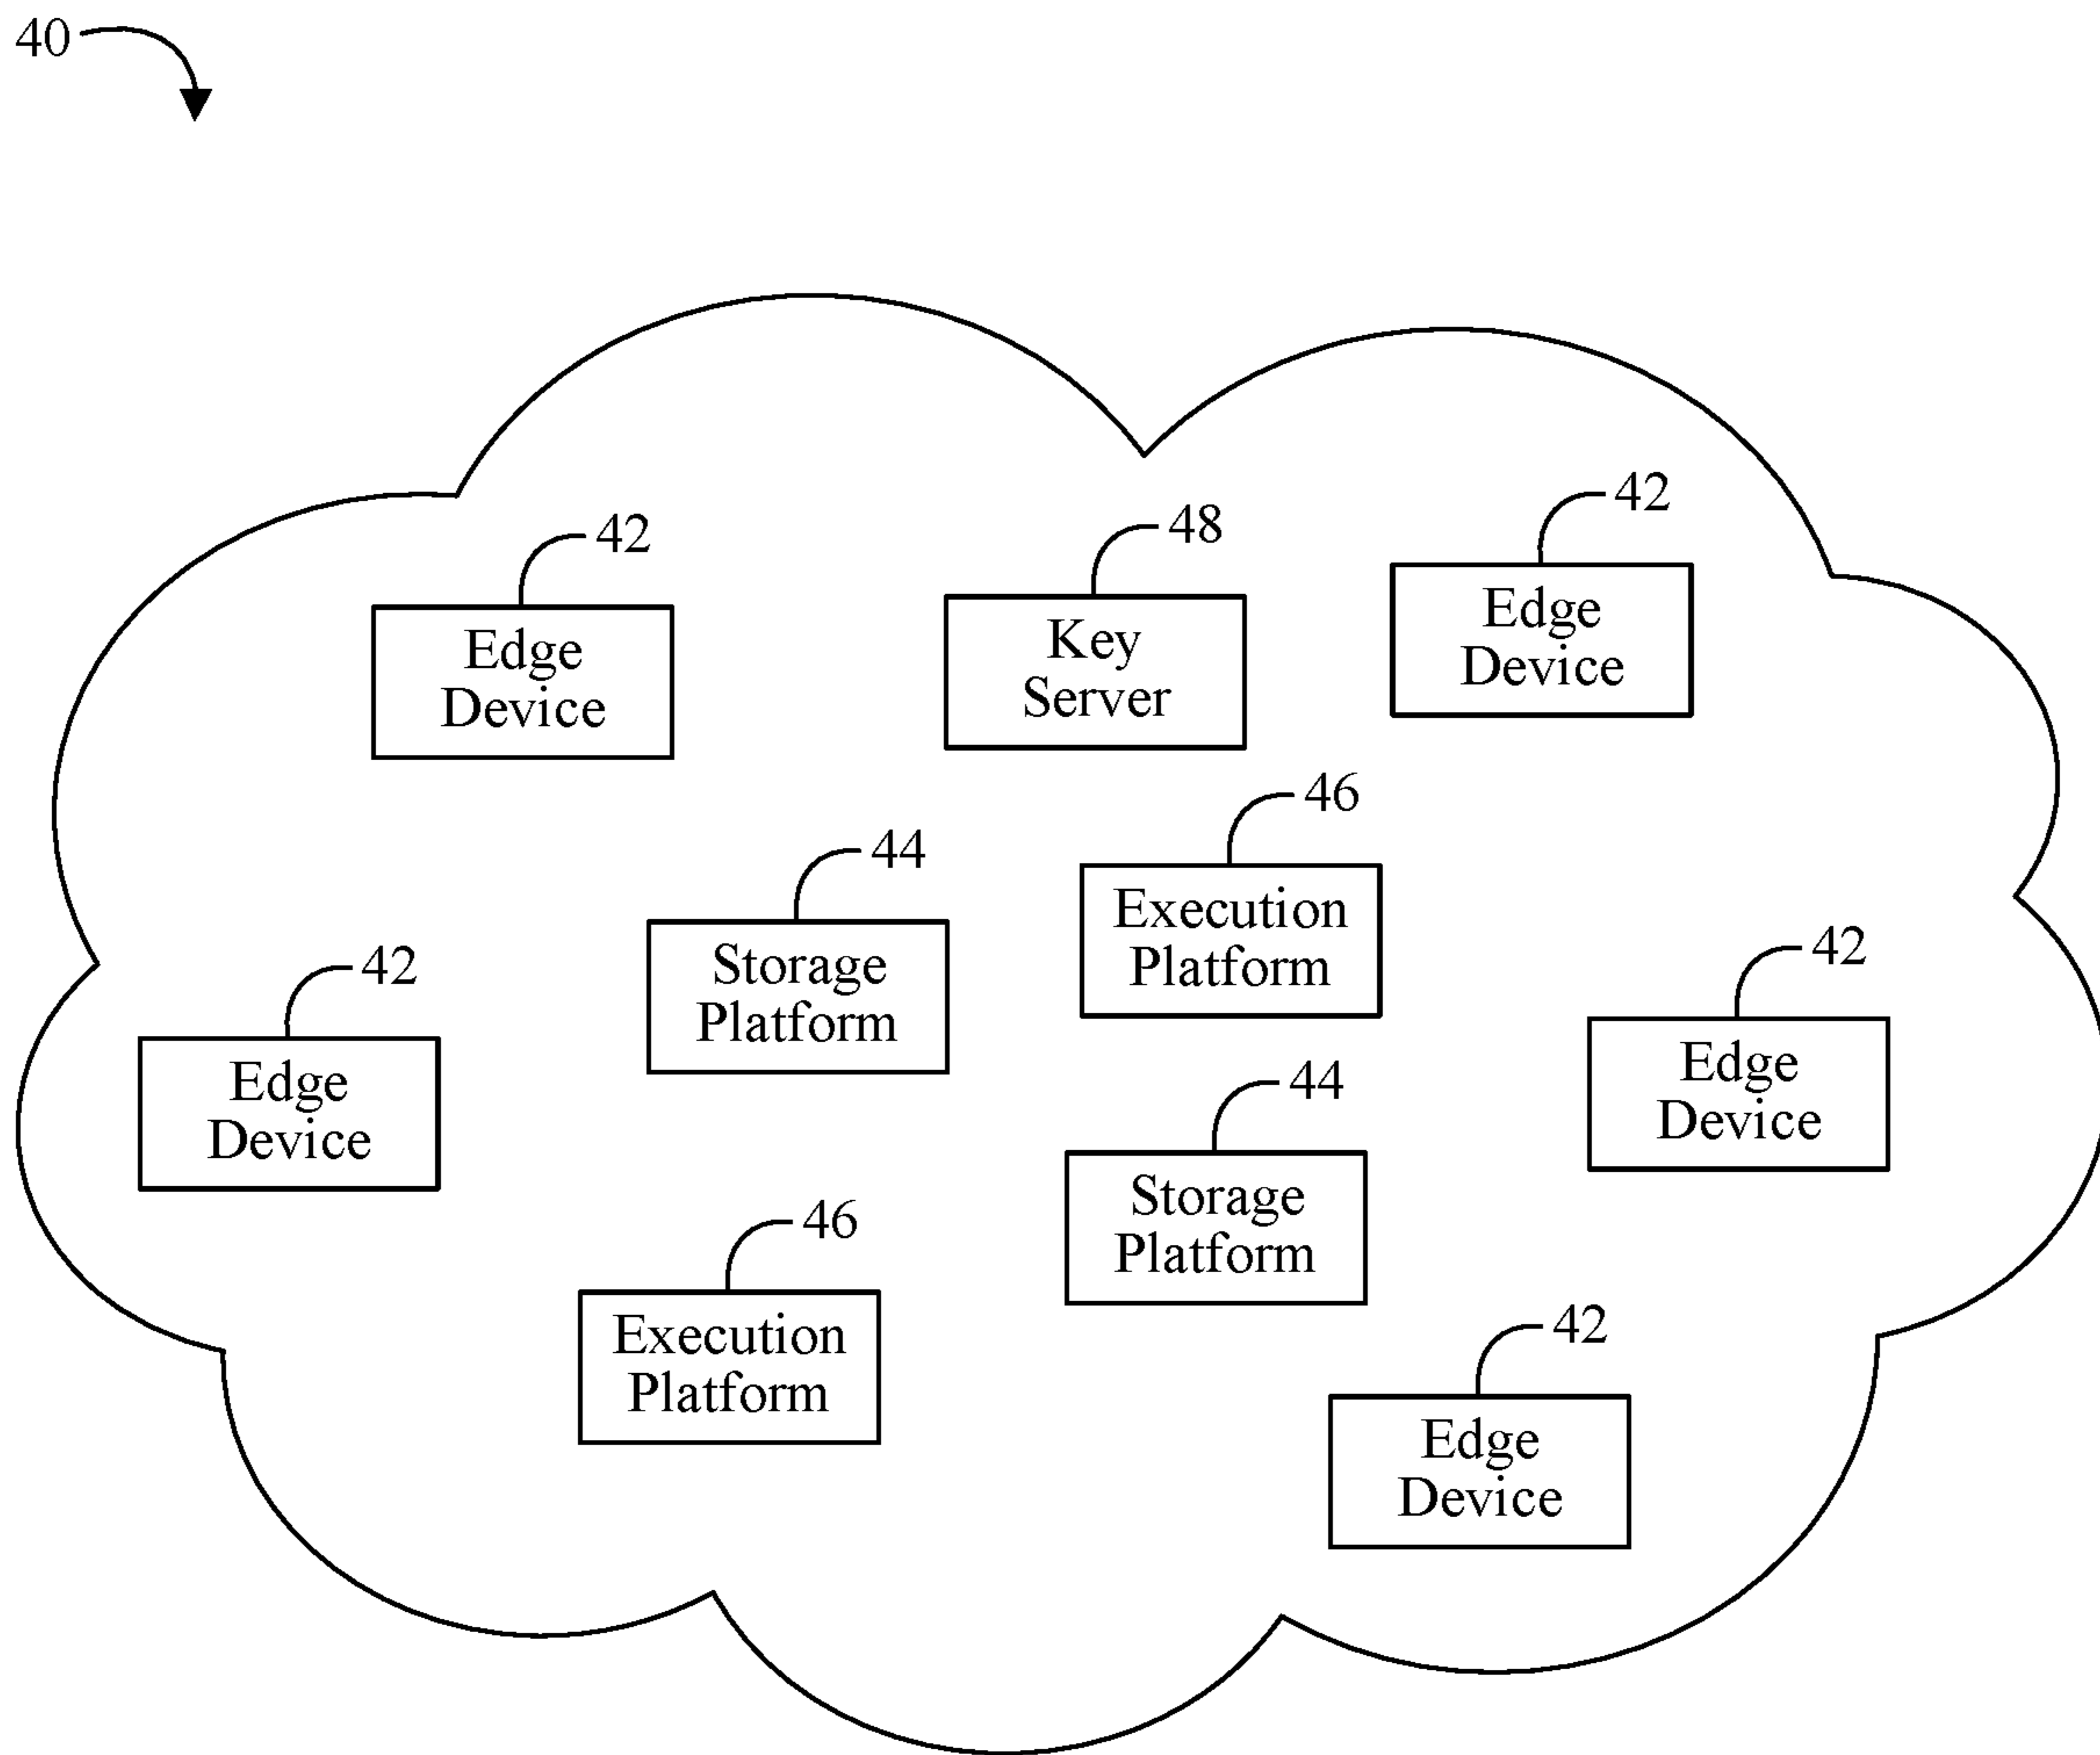 40
42
Edge
Device
48
Key
Server
42
Edge
Device
44
Storage
Platform
46
Execution
Platform
42
Edge
Device
42
Edge
Device
44
Storage
Platform
46
Execution
Platform
42
Edge
Device